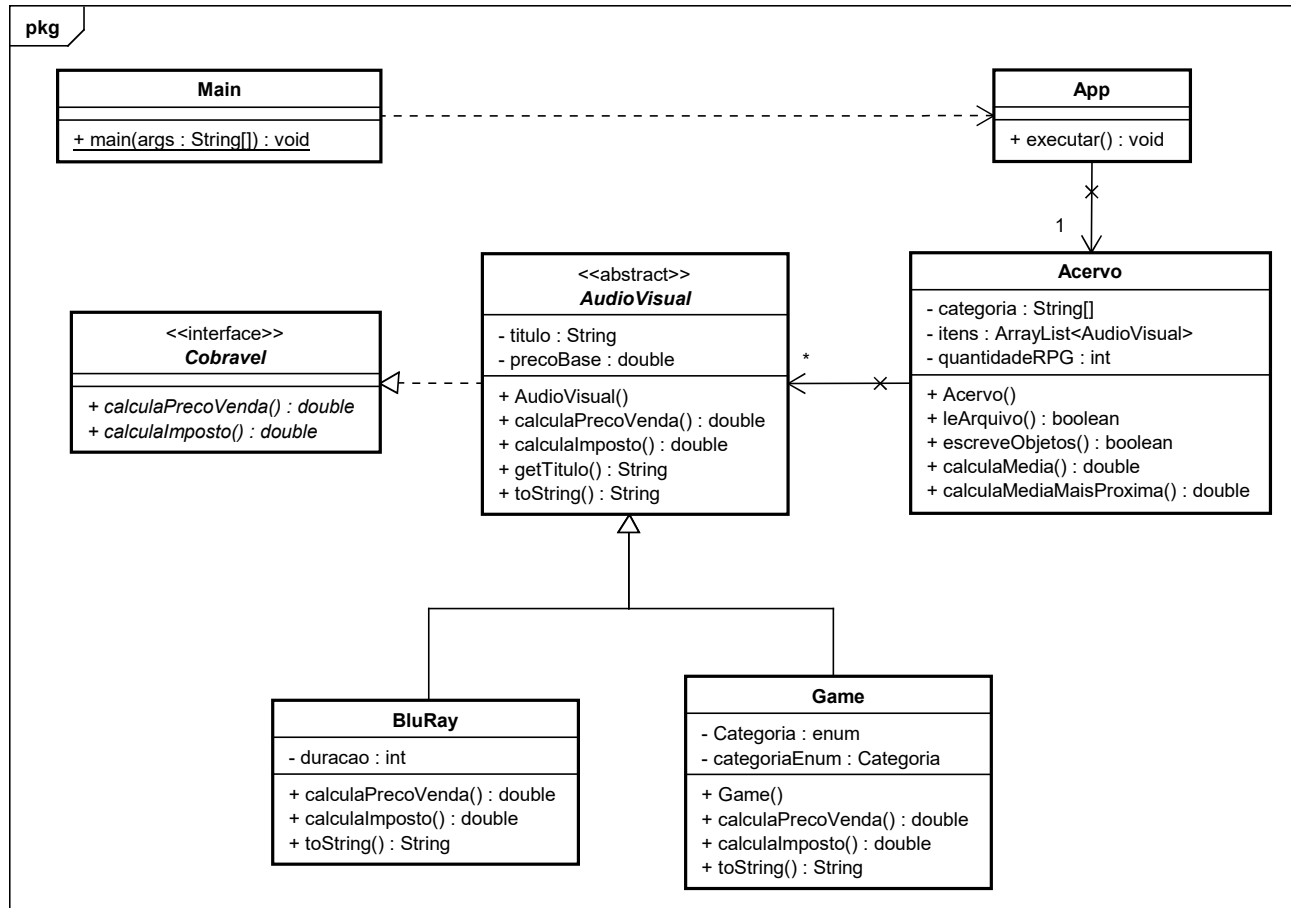 pkg
Main
+ main(args : String[]) : void
App
+ executar() : void
1
Acervo
- categoria : String[]
- itens : ArrayList<AudioVisual>
- quantidadeRPG : int
+ Acervo()
+ leArquivo() : boolean
+ escreveObjetos() : boolean
+ calculaMedia() : double
+ calculaMediaMaisProxima() : double
*
<<abstract>>
AudioVisual
- titulo : String
- precoBase : double
+ AudioVisual()
+ calculaPrecoVenda() : double
+ calculaImposto() : double
+ getTitulo() : String
+ toString() : String
<<interface>>
Cobravel
+ calculaPrecoVenda() : double
+ calculaImposto() : double
BluRay
- duracao : int
+ calculaPrecoVenda() : double
+ calculaImposto() : double
+ toString() : String
Game
- Categoria : enum
- categoriaEnum : Categoria
+ Game()
+ calculaPrecoVenda() : double
+ calculaImposto() : double
+ toString() : String